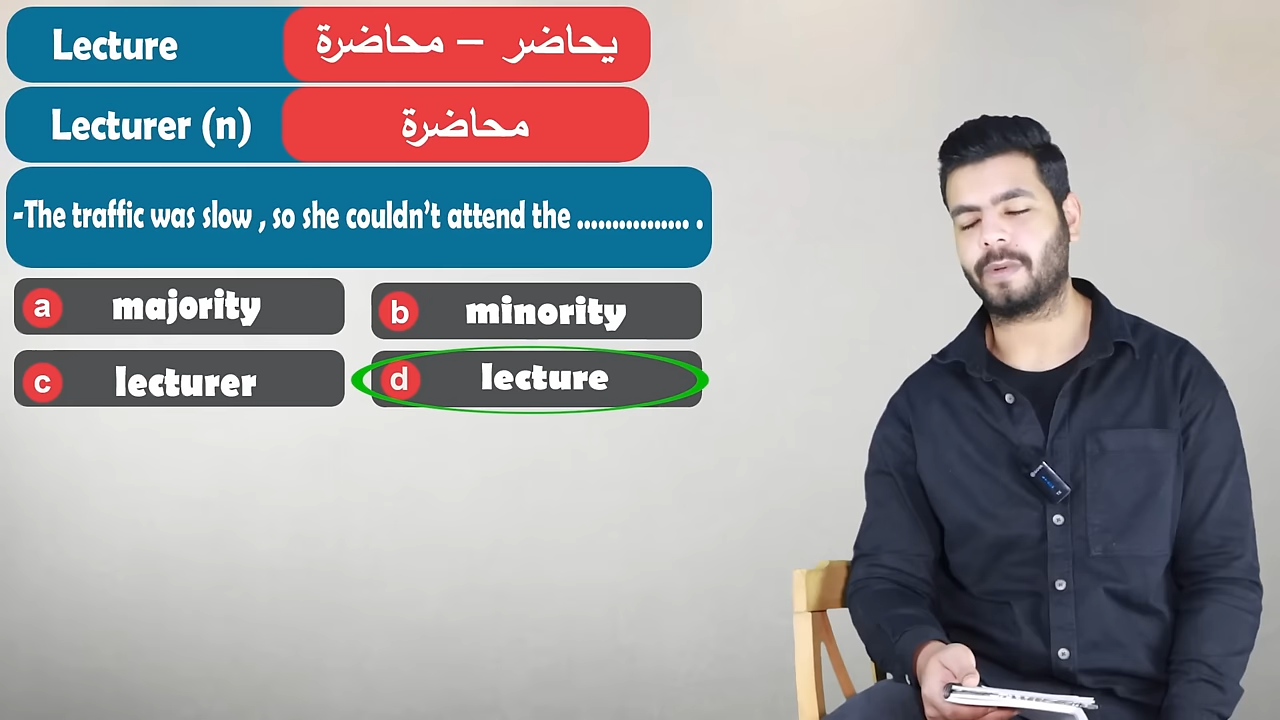 Lecture يحاضر – محاضرة
Lecturer (n) محاضرة
-The traffic was slow , so she couldn't attend the ................ .
a majority
b minority
c lecturer
d lecture